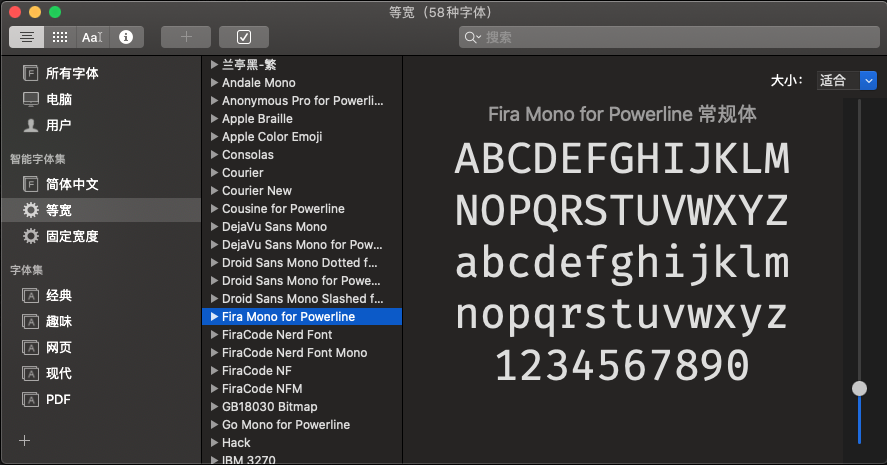 等宽（58种字体）
AaI
搜索
所有字体
电脑
用户
智能字体集
简体中文
等宽
固定宽度
字体集
经典
趣味
网页
现代
PDF
兰亭黑-繁
Andale Mono
Anonymous Pro for Powerli...
Apple Braille
Apple Color Emoji
Consolas
Courier
Courier New
Cousine for Powerline
DejaVu Sans Mono
DejaVu Sans Mono for Pow...
Droid Sans Mono Dotted f...
Droid Sans Mono for Powe...
Droid Sans Mono Slashed f...
Fira Mono for Powerline
FiraCode Nerd Font
FiraCode Nerd Font Mono
FiraCode NF
FiraCode NFM
GB18030 Bitmap
Go Mono for Powerline
Hack
IBM 3270
大小：
适合
Fira Mono for Powerline 常规体
ABCDEFGHIJKLM
NOPQRSTUVWXYZ
abcdefghijklm
nopqrstuvwxyz
1234567890